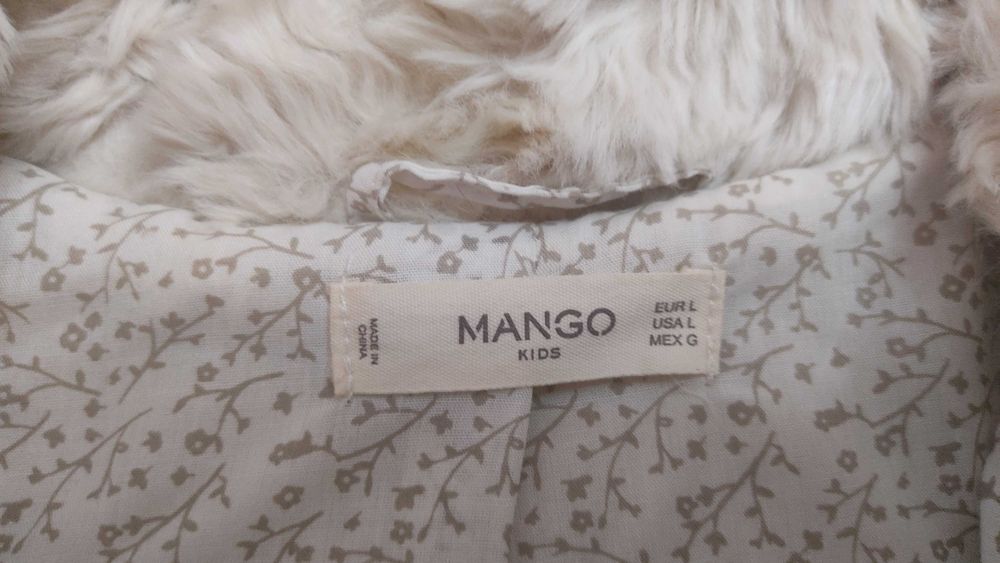 MADE IN
CHINA
MANGO
KIDS
EUR L
USA L
MEX G